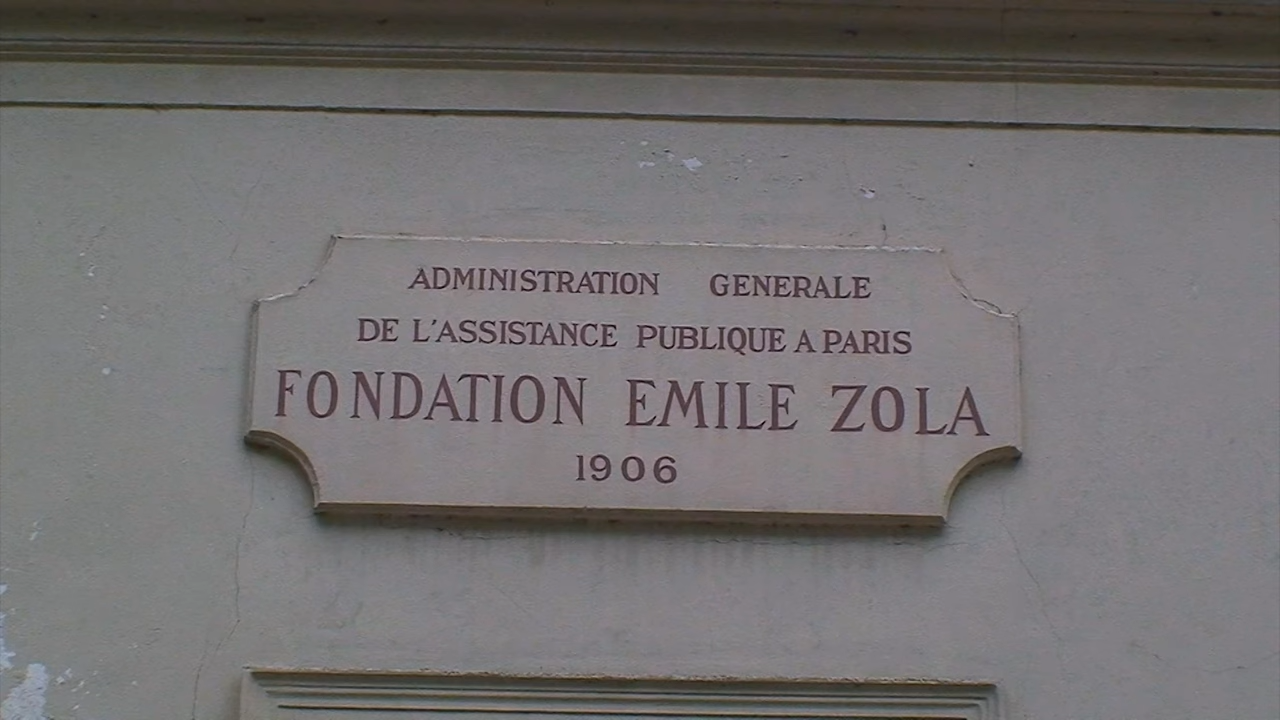 ADMINISTRATION GENERALE
DE L'ASSISTANCE PUBLIQUE A PARIS
FONDATION EMILE ZOLA
1906